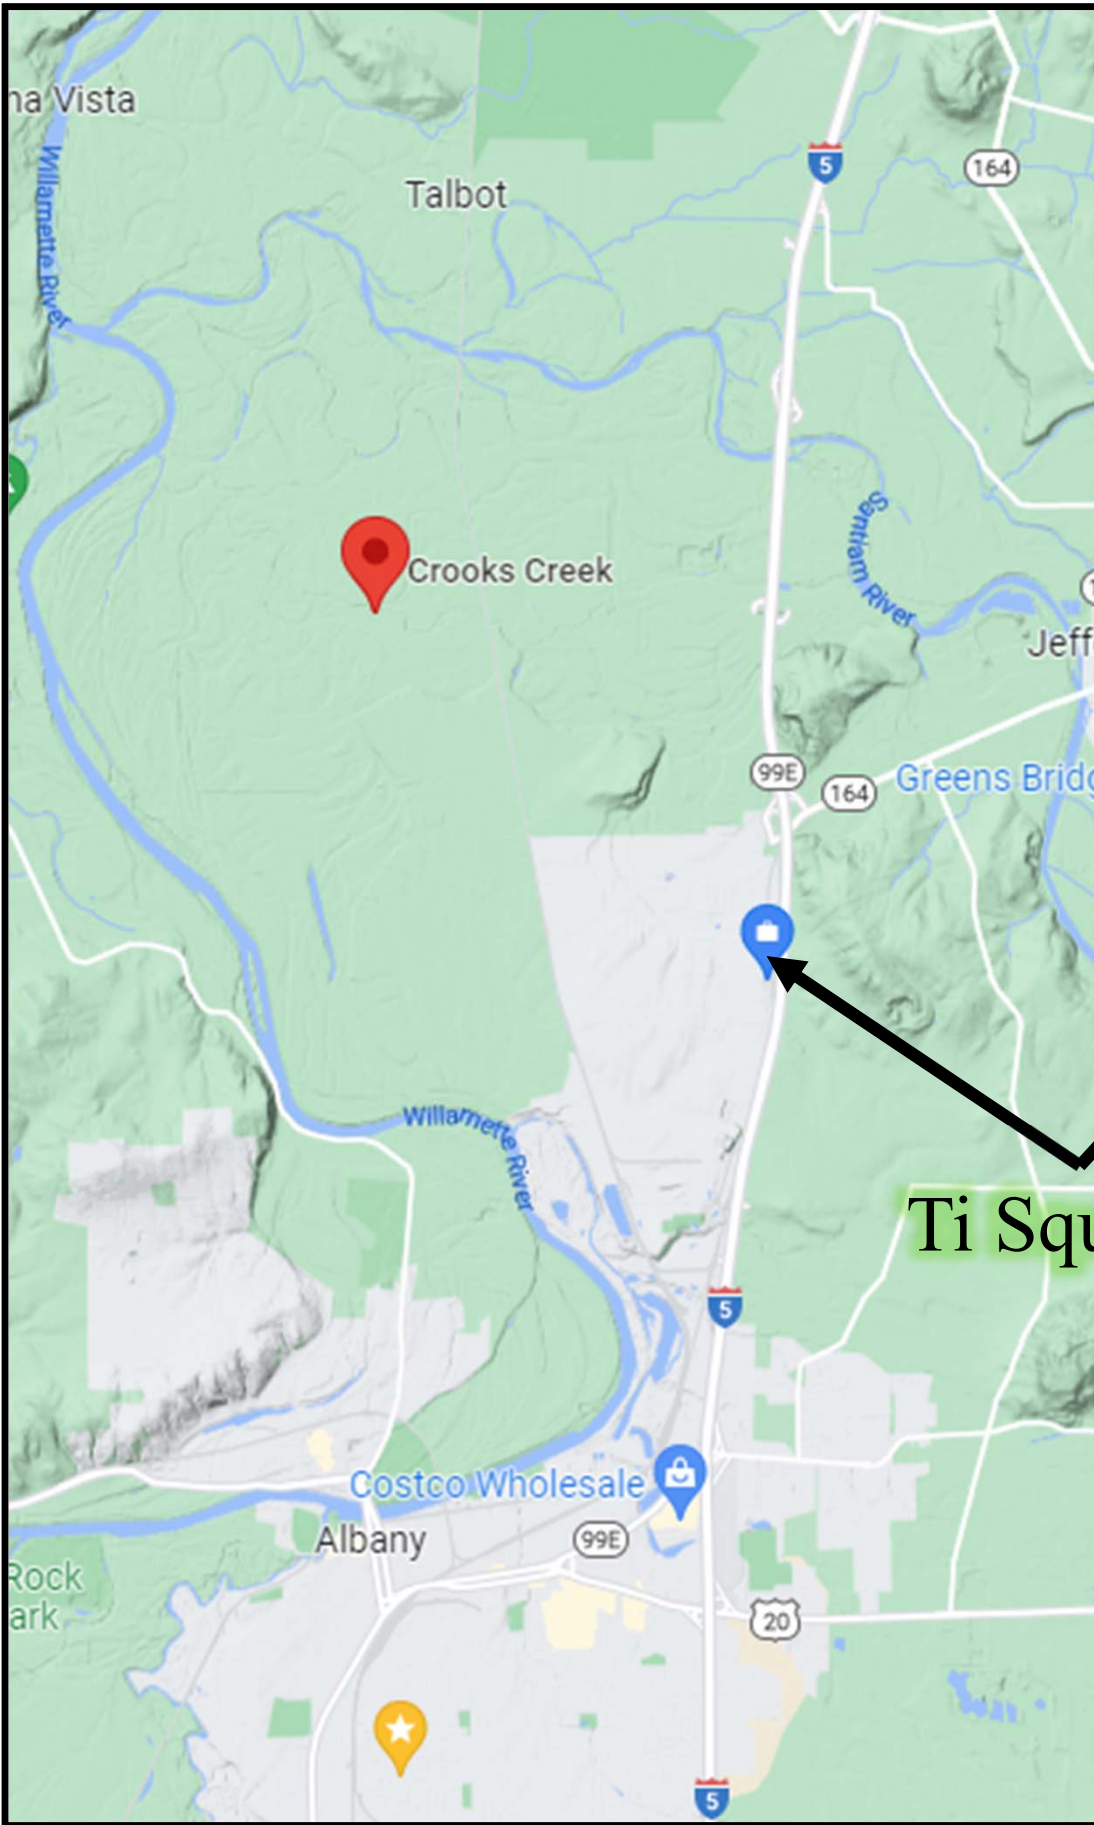 na Vista
Willamette River
Talbot
5
164
Crooks Creek
Santiam River
Jeff
99E
164
Greens Bridg
Willamette River
Ti Squ
5
Costco Wholesale
Albany
99E
Rock
ark
20
5